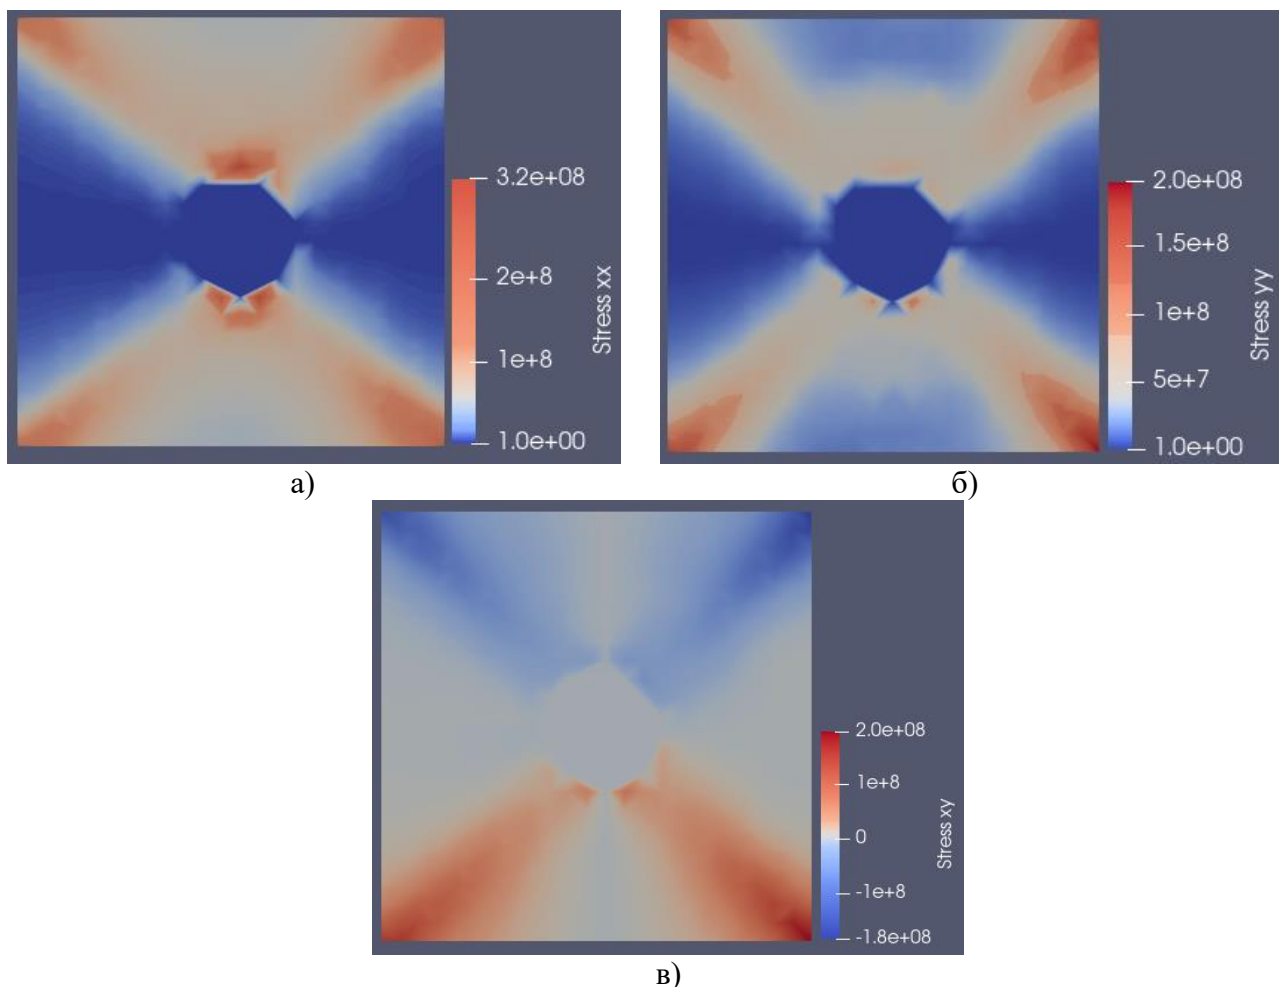 3.2e+08
2e+8
1e+8
1.0e+00
Stress xx
а)
2.0e+08
1.5e+8
1e+8
5e+7
1.0e+00
Stress yy
б)
2.0e+08
1e+8
0
-1e+8
-1.8e+08
Stress xy
в)